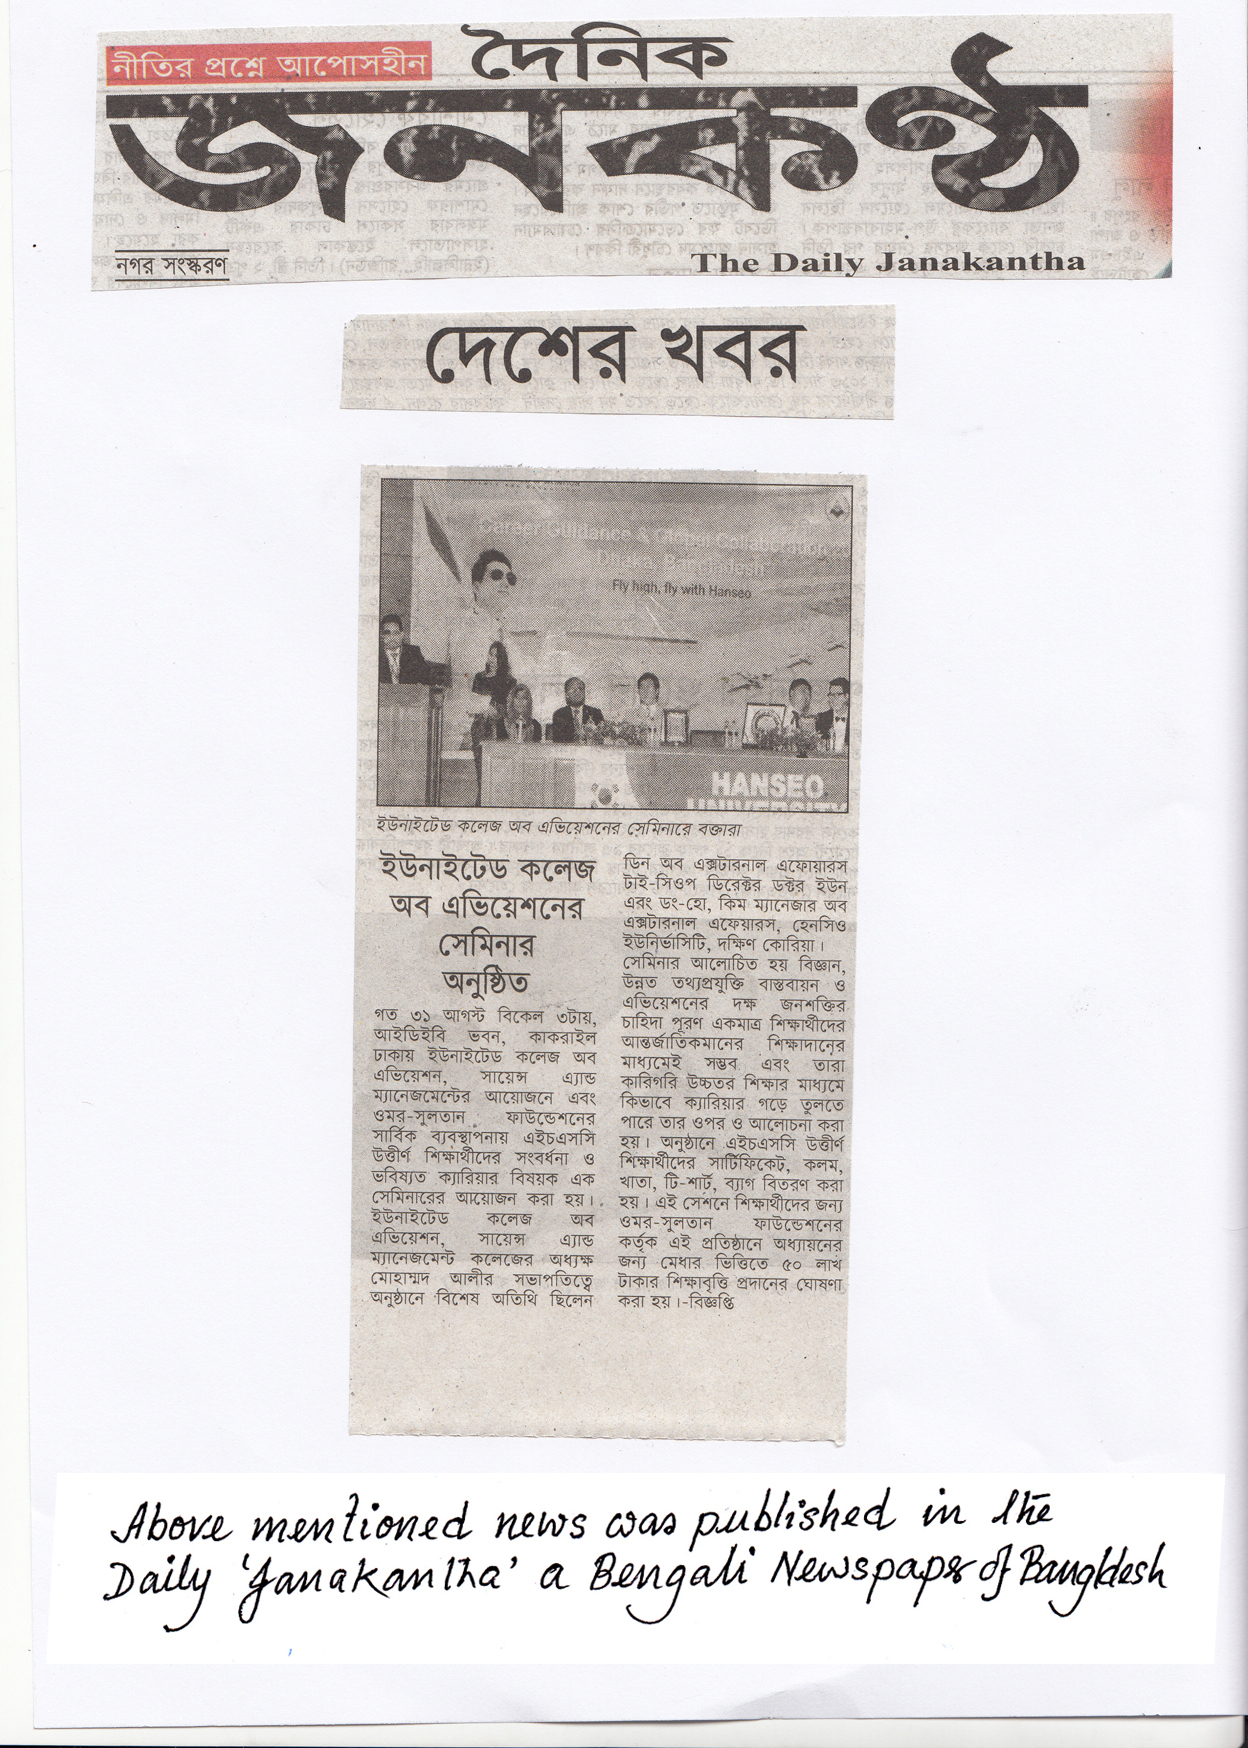 নীতির প্রশ্নে আপোসহীন
দৈনিক
জনকণ্ঠ
নগর সংস্করণ
The Daily Janakantha
দেশের খবর
Career Guidance & Global Collaboration
Dhaka, Bangladesh
Fly high, fly with Hanseo
HANSEO
UNIVERSITY
ইউনাইটেড কলেজ অব এভিয়েশনের সেমিনারে বক্তারা
ইউনাইটেড কলেজ
অব এভিয়েশনের
সেমিনার
অনুষ্ঠিত
গত ৩১ আগস্ট বিকেল ৩টায়,
আইডিইবি ভবন, কাকরাইল
ঢাকায় ইউনাইটেড কলেজ অব
এভিয়েশন, সায়েন্স এ্যান্ড
ম্যানেজমেন্টের আয়োজনে এবং
ওমর-সুলতান ফাউন্ডেশনের
সার্বিক ব্যবস্থাপনায় এইচএসসি
উত্তীর্ণ শিক্ষার্থীদের সংবর্ধনা ও
ভবিষ্যত ক্যারিয়ার বিষয়ক এক
সেমিনারের আয়োজন করা হয়।
ইউনাইটেড কলেজ অব
এভিয়েশন, সায়েন্স এ্যান্ড
ম্যানেজমেন্ট কলেজের অধ্যক্ষ
মোহাম্মদ আলীর সভাপতিত্বে
অনুষ্ঠানে বিশেষ অতিথি ছিলেন
ডিন অব এক্সটারনাল এফোয়ারস
টাই-সিওপ ডিরেক্টর ডক্টর ইউন
এবং ডং-হো, কিম ম্যানেজার অব
এক্সটারনাল এফেয়ারস, হেনসিও
ইউনির্ভাসিটি, দক্ষিণ কোরিয়া।
সেমিনার আলোচিত হয় বিজ্ঞান,
উন্নত তথ্যপ্রযুক্তি বাস্তবায়ন ও
এভিয়েশনের দক্ষ জনশক্তির
চাহিদা পূরণ একমাত্র শিক্ষার্থীদের
আন্তর্জাতিকমানের শিক্ষাদানের
মাধ্যমেই সম্ভব এবং তারা
কারিগরি উচ্চতর শিক্ষার মাধ্যমে
কিভাবে ক্যারিয়ার গড়ে তুলতে
পারে তার ওপর ও আলোচনা করা
হয়। অনুষ্ঠানে এইচএসসি উত্তীর্ণ
শিক্ষার্থীদের সার্টিফিকেট, কলম,
খাতা, টি-শার্ট, ব্যাগ বিতরণ করা
হয়। এই সেশনে শিক্ষার্থীদের জন্য
ওমর-সুলতান ফাউন্ডেশনের
কর্তৃক এই প্রতিষ্ঠানে অধ্যায়নের
জন্য মেধার ভিত্তিতে ৫০ লাখ
টাকার শিক্ষাবৃত্তি প্রদানের ঘোষণা
করা হয়।-বিজ্ঞপ্তি
Above mentioned news was published in the
Daily 'Janakantha' a Bengali Newspaper of Bangldesh